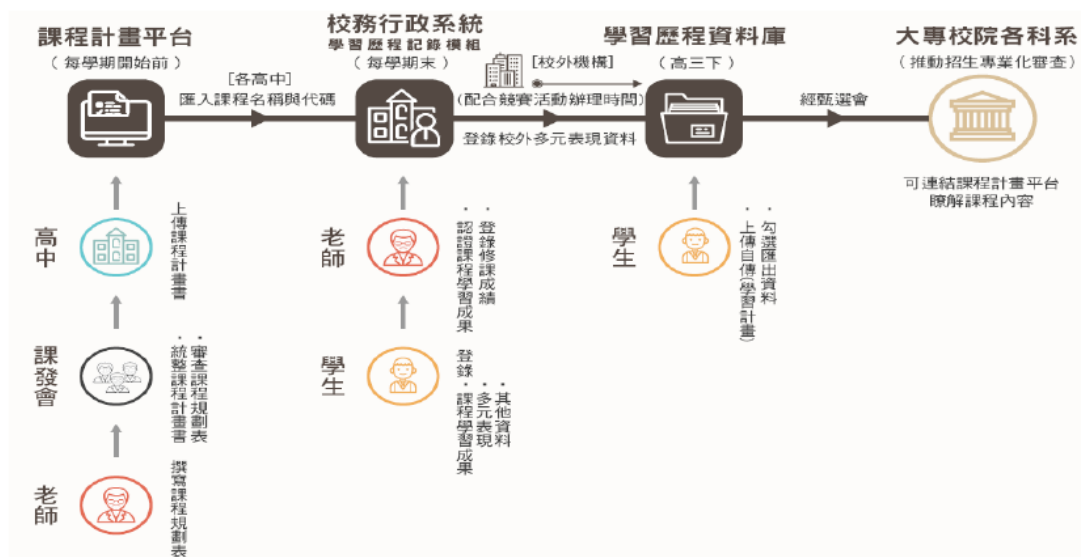 課程計畫平台
（每學期開始前）
[各高中]
匯入課程名稱與代碼
校務行政系統
學習歷程記錄模組
（每學期末）
[校外機構]
(配合競賽活動辦理時間)
登錄校外多元表現資料
學習歷程資料庫
（高三下）
經甄選會
大專校院各科系
（推動招生專業化審查）
可連結課程計畫平台
瞭解課程內容
高中
上傳課程計畫書
課發會
・審查課程規劃表
・統整課程計畫書
老師
撰寫課程規劃表
老師
・登錄修課成績
・認證課程學習成果
學生
登錄
・其他資料
・多元表現
・課程學習成果
學生
・勾選匯出資料
・上傳自傳(學習計畫)